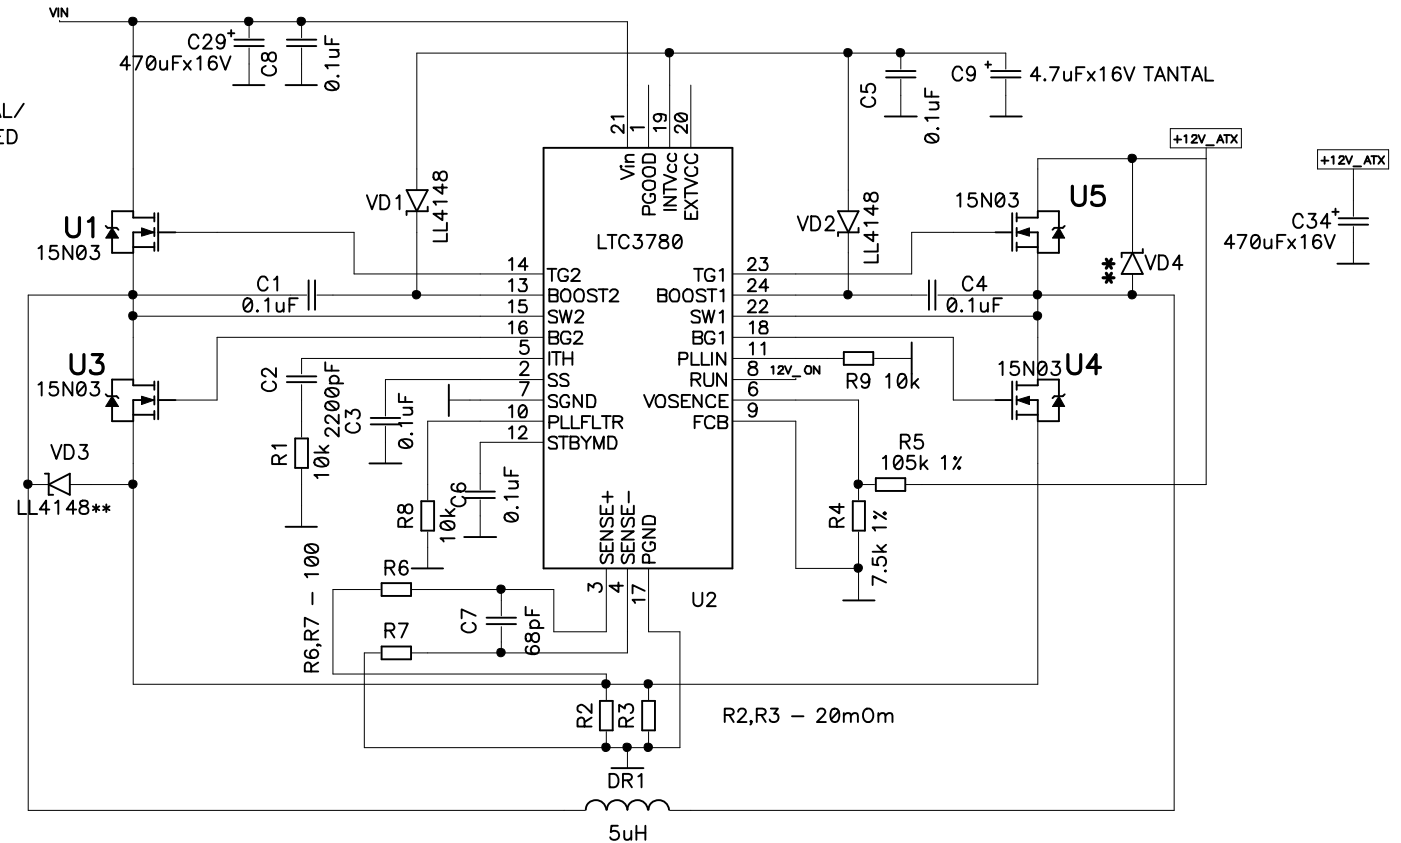 VIN
C29+
470uFx16V
C8
0.1uF
C5
0.1uF
C9 +
4.7uFx16V TANTAL
AL/
ED
+12V_ATX
+12V_ATX
C34+
470uFx16V
21
1
19
20
Vin
PGOOD
INTVcc
EXTVCC
LTC3780
VD1
LL4148
VD2
LL4148
U1
15N03
15N03
U5
**
VD4
C1
0.1uF
C4
0.1uF
14
TG2
13
BOOST2
15
SW2
16
BG2
5
ITH
2
SS
7
SGND
10
PLLFLTR
12
STBYMD
TG1
23
BOOST1
24
SW1
22
BG1
18
PLLIN
11
RUN
8
12V_ON
VOSENCE
6
FCB
9
U3
15N03
15N03
U4
C2
2200pF
C3
0.1uF
R1
10k
R9 10k
VD3
LL4148**
R8
10k
C6
0.1uF
R5
105k 1%
R4
7.5k 1%
SENSE+
SENSE-
PGND
3
4
17
U2
R6,R7 - 100
R6
R7
C7
68pF
R2
R3
R2,R3 - 20mOm
DR1
5uH